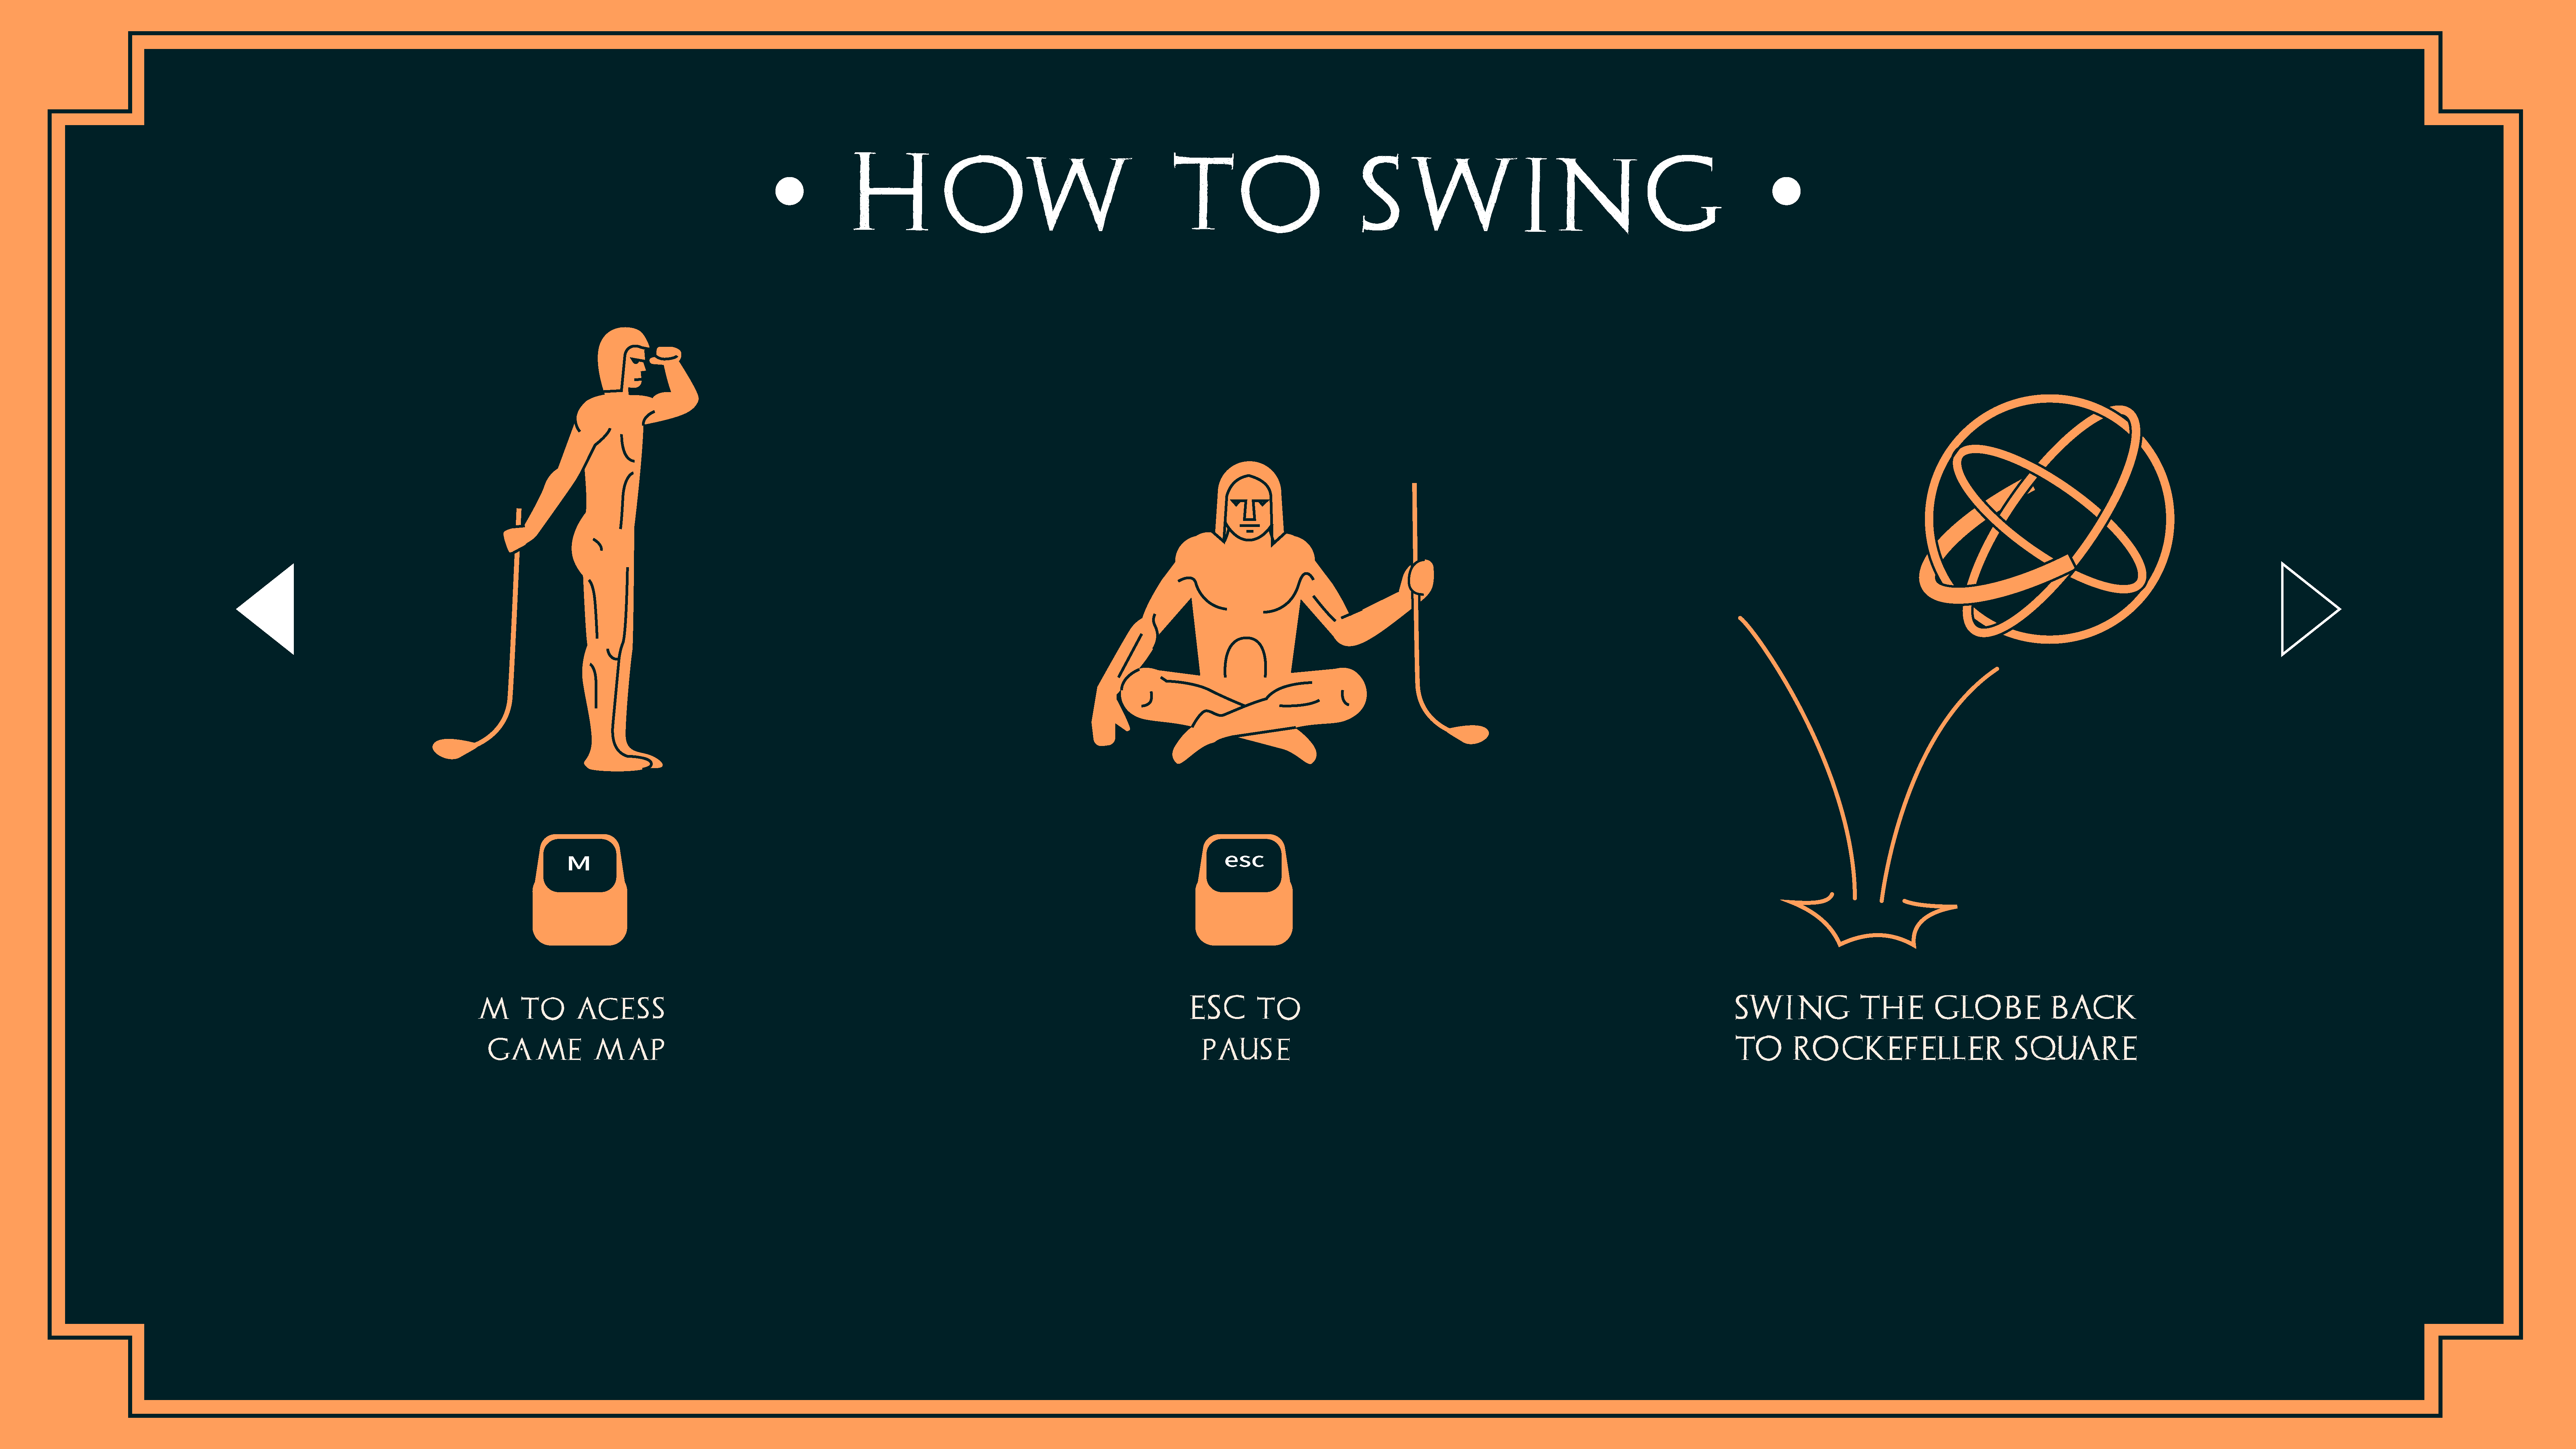 • HOW TO SWING •
M
esc
M TO ACESS
GAME MAP
ESC TO
PAUSE
SWING THE GLOBE BACK
TO ROCKEFELLER SQUARE